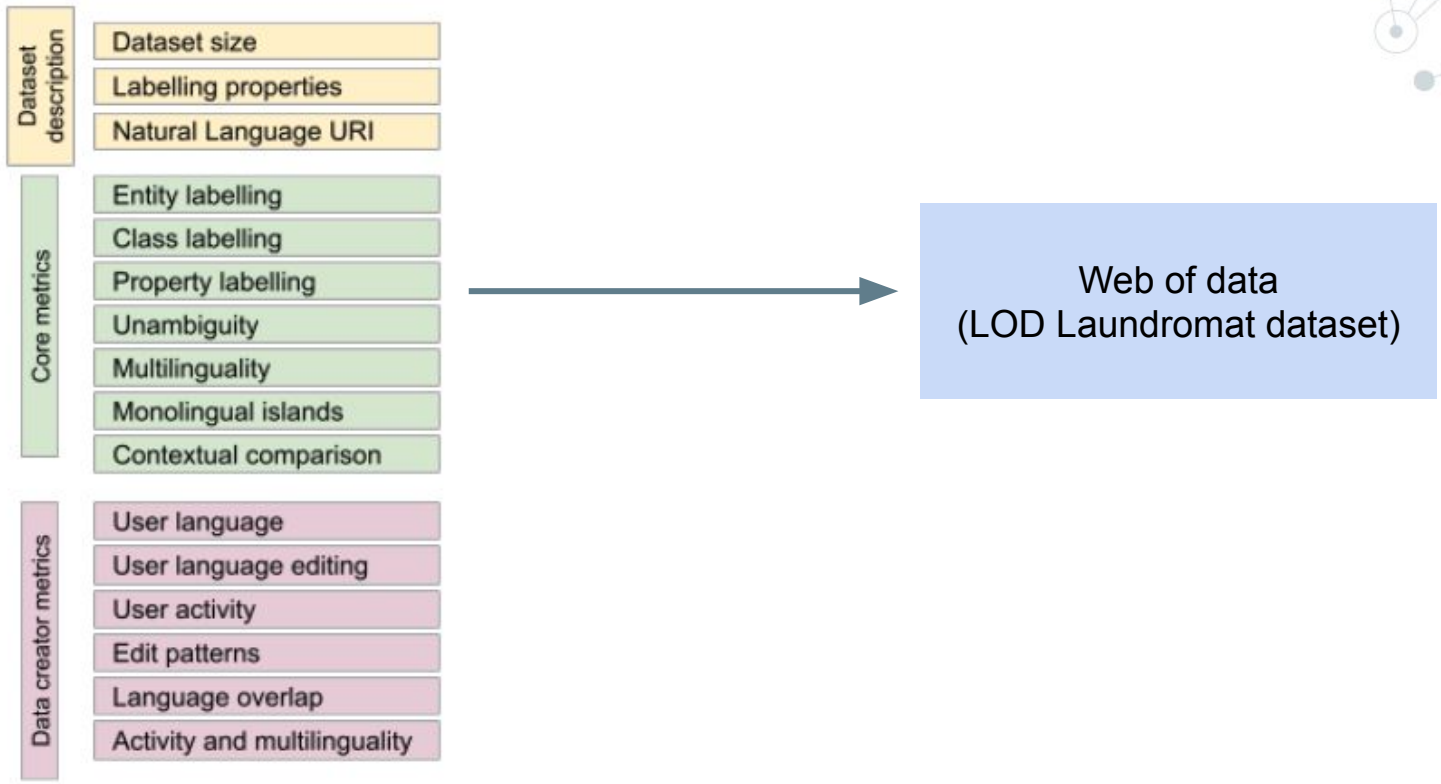 Dataset
description
Dataset size
Labelling properties
Natural Language URI
Core metrics
Entity labelling
Class labelling
Property labelling
Unambiguity
Multilinguality
Monolingual islands
Contextual comparison
Data creator metrics
User language
User language editing
User activity
Edit patterns
Language overlap
Activity and multilinguality
Web of data
(LOD Laundromat dataset)